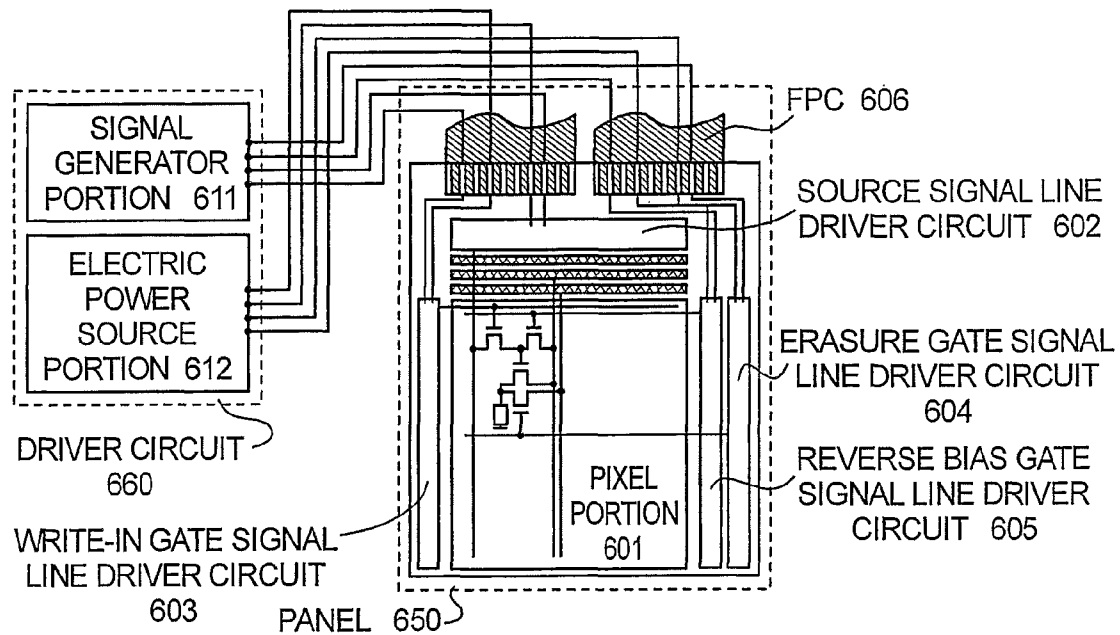 SIGNAL
GENERATOR
PORTION 611
ELECTRIC
POWER
SOURCE
PORTION 612
DRIVER CIRCUIT
660
WRITE-IN GATE SIGNAL
LINE DRIVER CIRCUIT
603
PANEL 650
PIXEL
PORTION
601
FPC 606
SOURCE SIGNAL LINE
DRIVER CIRCUIT 602
ERASURE GATE SIGNAL
LINE DRIVER CIRCUIT
604
REVERSE BIAS GATE
SIGNAL LINE DRIVER
CIRCUIT 605